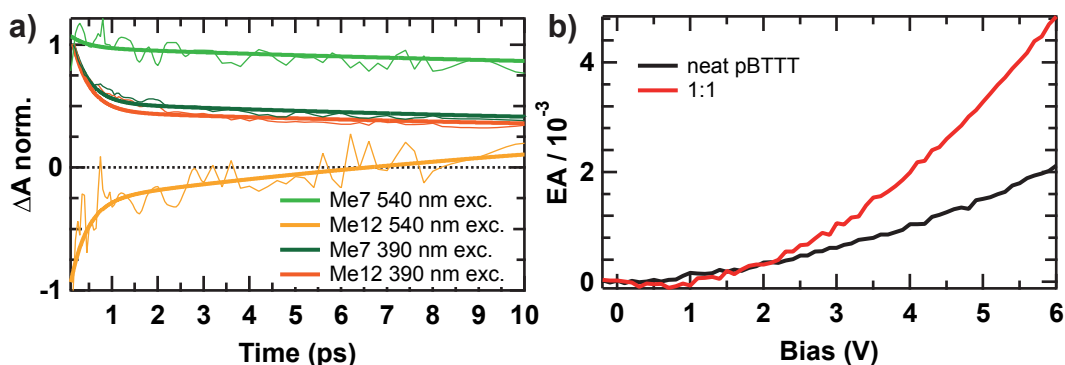 a)
ΔA norm.
1
0
-1
Me7 540 nm exc.
Me12 540 nm exc.
Me7 390 nm exc.
Me12 390 nm exc.
1 2 3 4 5 6 7 8 9 10
Time (ps)
b)
EA / 10⁻³
4
2
0
neat pBTTT
1:1
0 1 2 3 4 5 6
Bias (V)